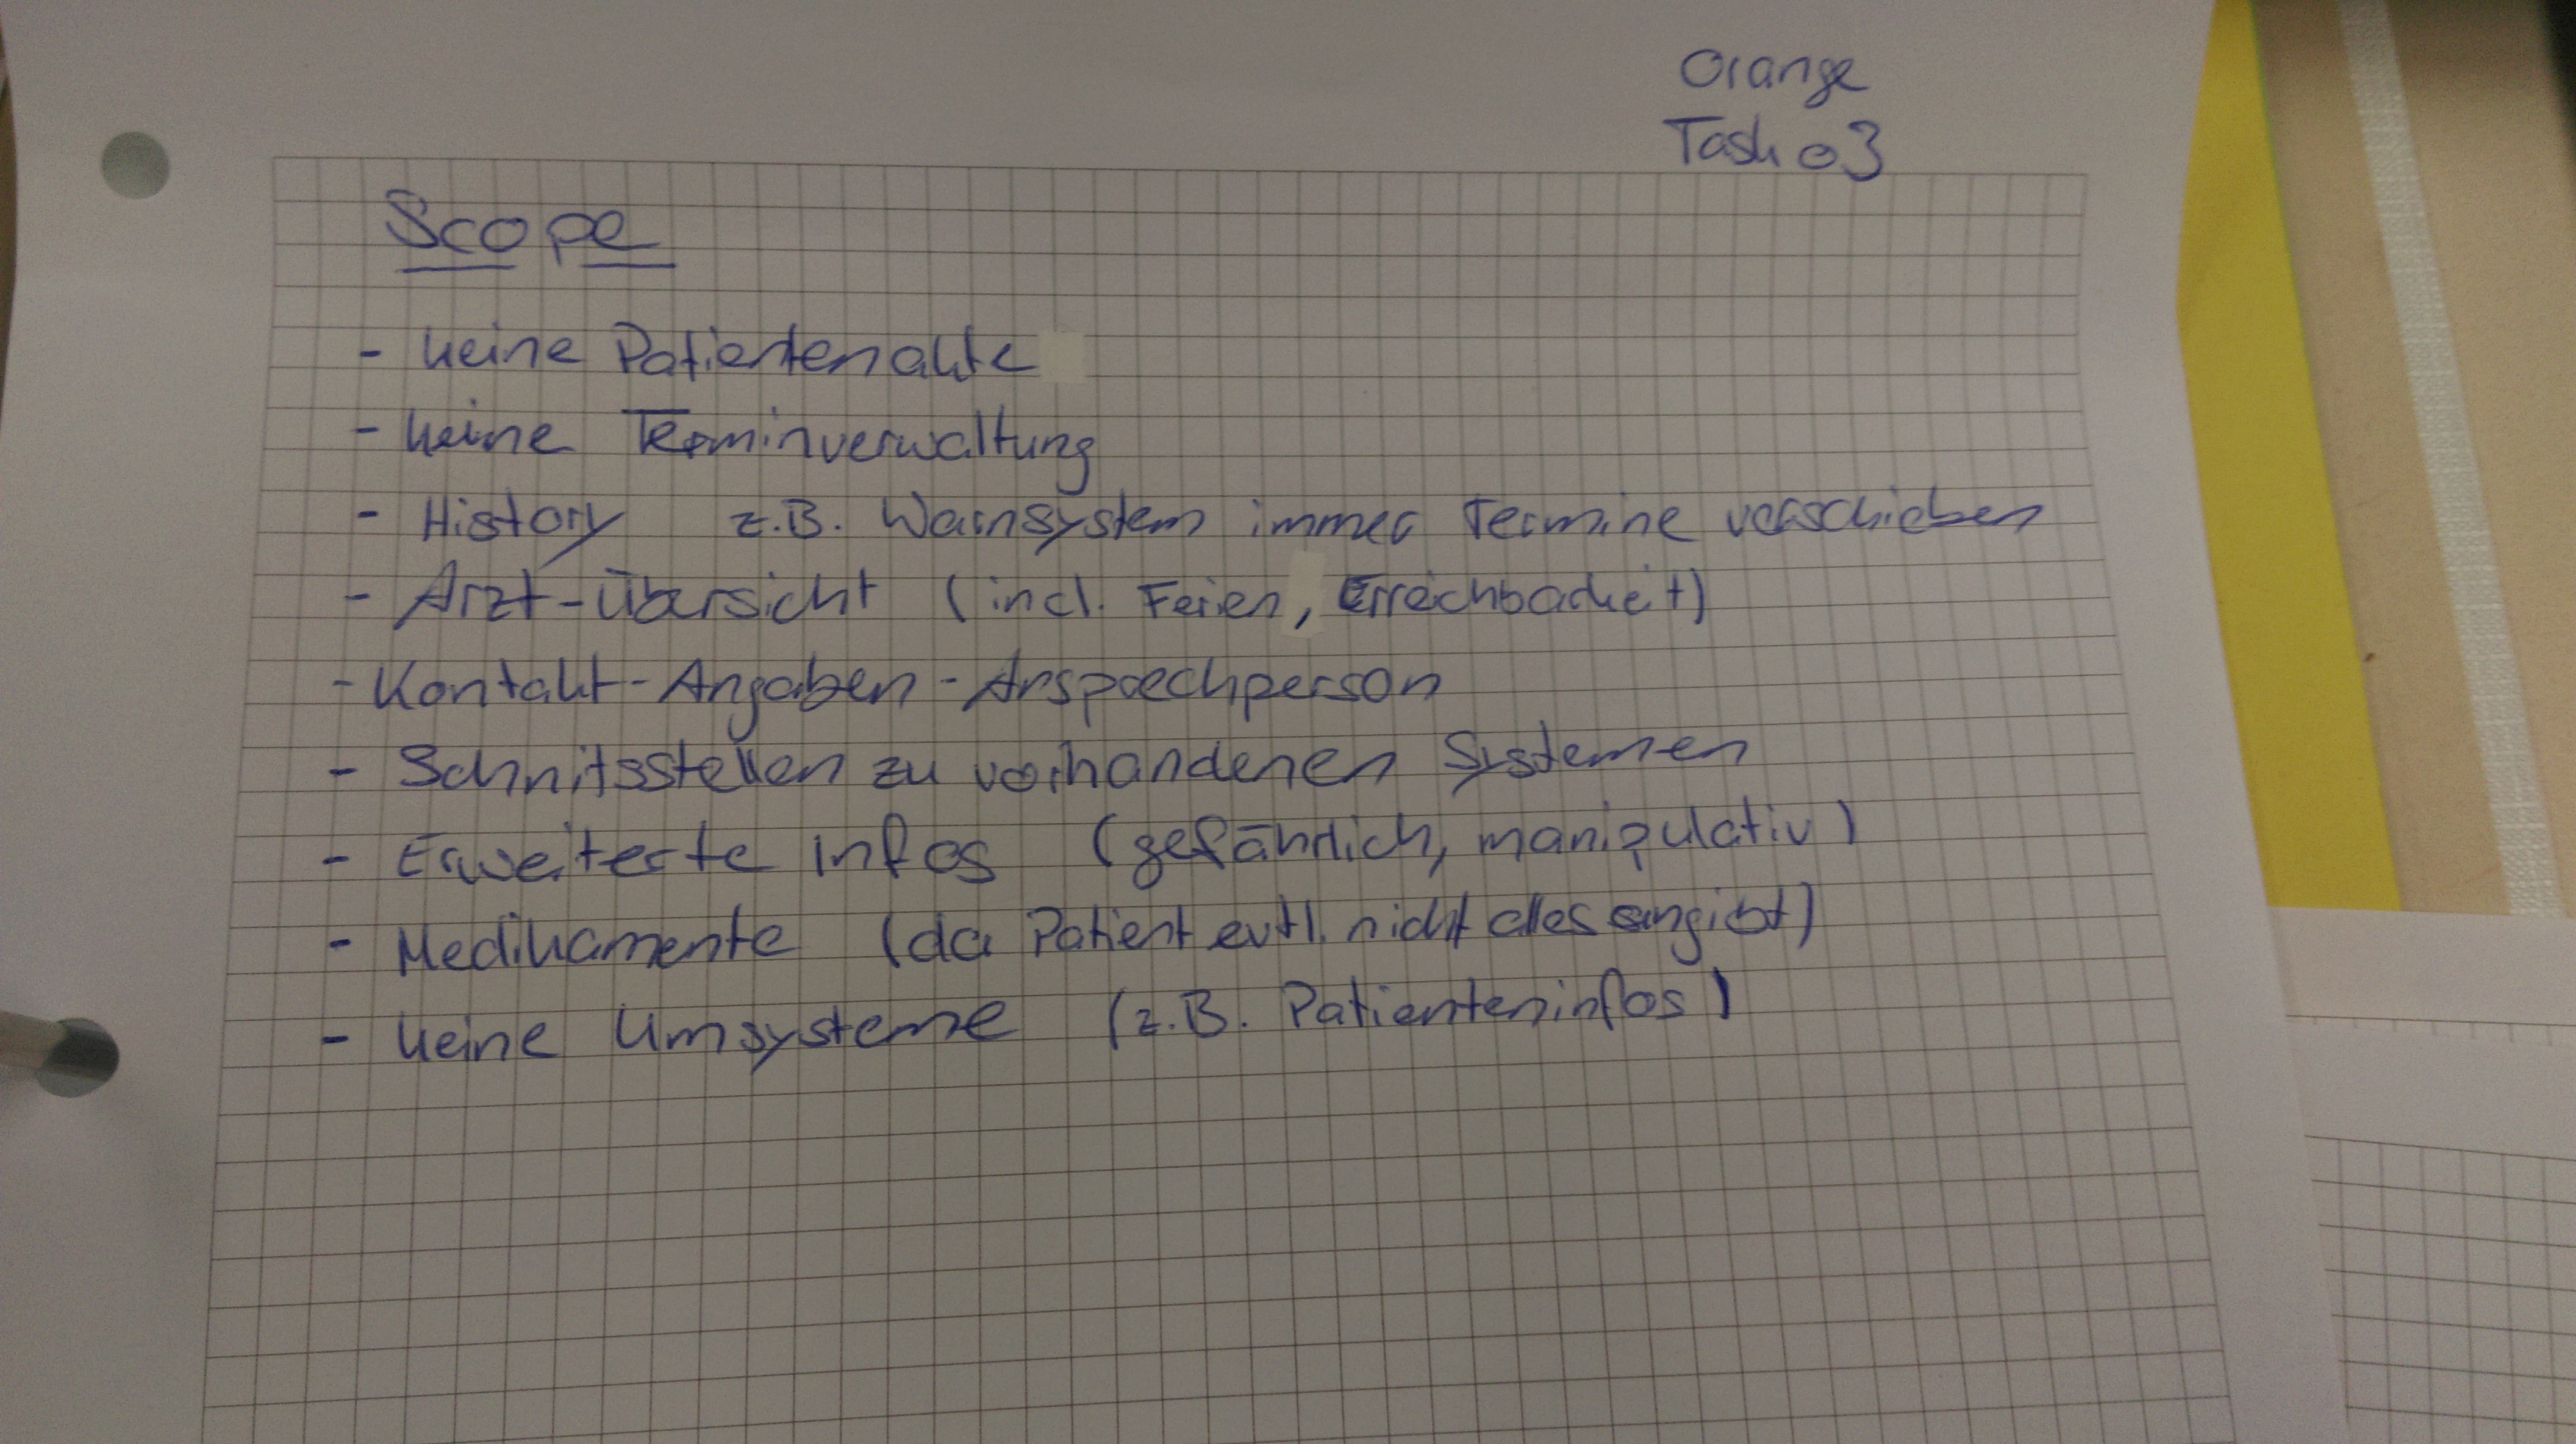 Orange
Task 03
Scope
- keine Patientenakte
- keine Terminverwaltung
- History z.B. Warnsystem immer Termine verschieben
- Arzt-Übersicht (incl. Ferien, Erreichbarkeit)
- Kontakt-Angaben-Ansprechperson
- Schnitsstellen zu vorhandenen Systemen
- Erweiterte Infos (gefährlich, manipulativ)
- Medikamente (da Patient evtl. nicht alles angibt)
- keine Umsysteme (z.B. Patienteninfos)